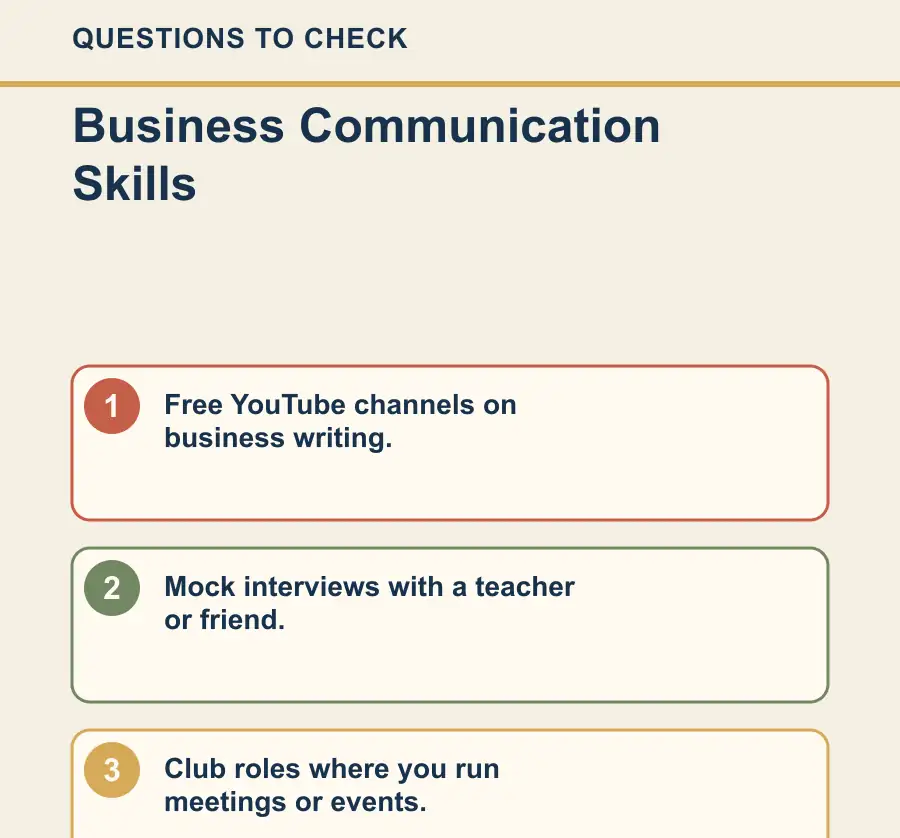 QUESTIONS TO CHECK
Business Communication
Skills
1
Free YouTube channels on
business writing.
2
Mock interviews with a teacher
or friend.
3
Club roles where you run
meetings or events.